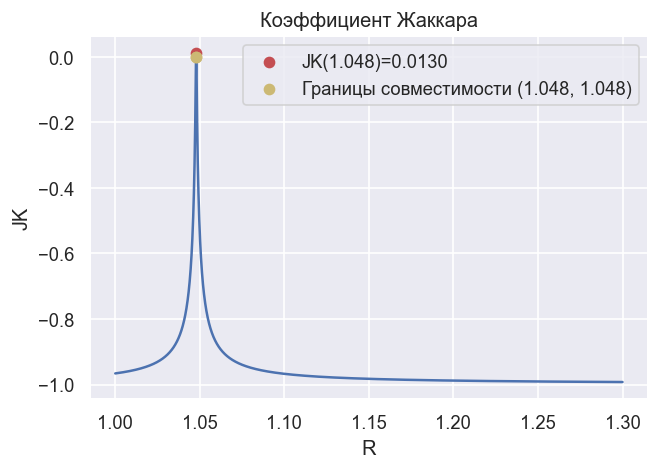 Коэффициент Жаккара
JK(1.048)=0.0130
Границы совместимости (1.048, 1.048)
0.0
−0.2
−0.4
−0.6
−0.8
−1.0
JK
1.00 1.05 1.10 1.15 1.20 1.25 1.30
R